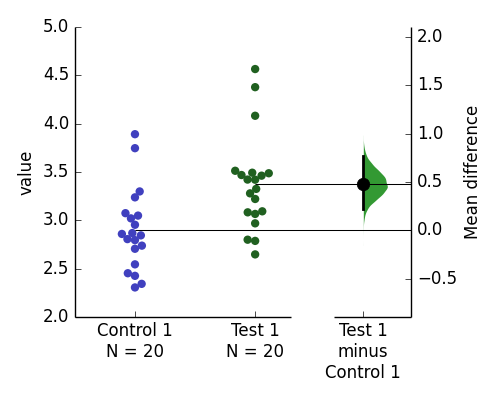 5.0
4.5
4.0
3.5
3.0
2.5
2.0
value
Control 1
N = 20
Test 1
N = 20
Test 1
minus
Control 1
2.0
1.5
1.0
0.5
0.0
−0.5
Mean difference